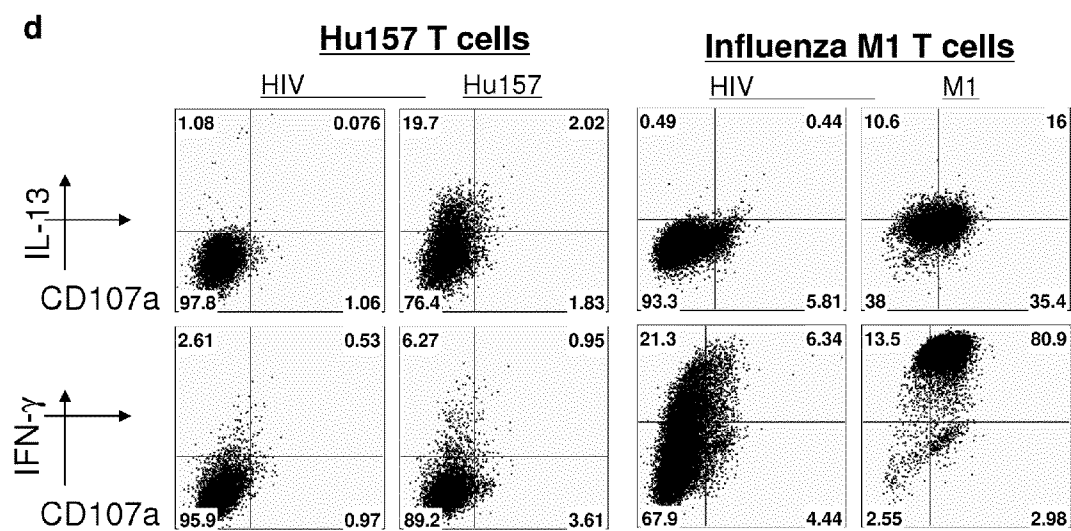 d
Hu157 T cells
Influenza M1 T cells
HIV
Hu157
HIV
M1
1.08 0.076
19.7 2.02
0.49 0.44
10.6 16
IL-13
CD107a
97.8 1.06
76.4 1.83
93.3 5.81
38 35.4
2.61 0.53
6.27 0.95
21.3 6.34
13.5 80.9
IFN-γ
CD107a
95.9 0.97
89.2 3.61
67.9 4.44
2.55 2.98